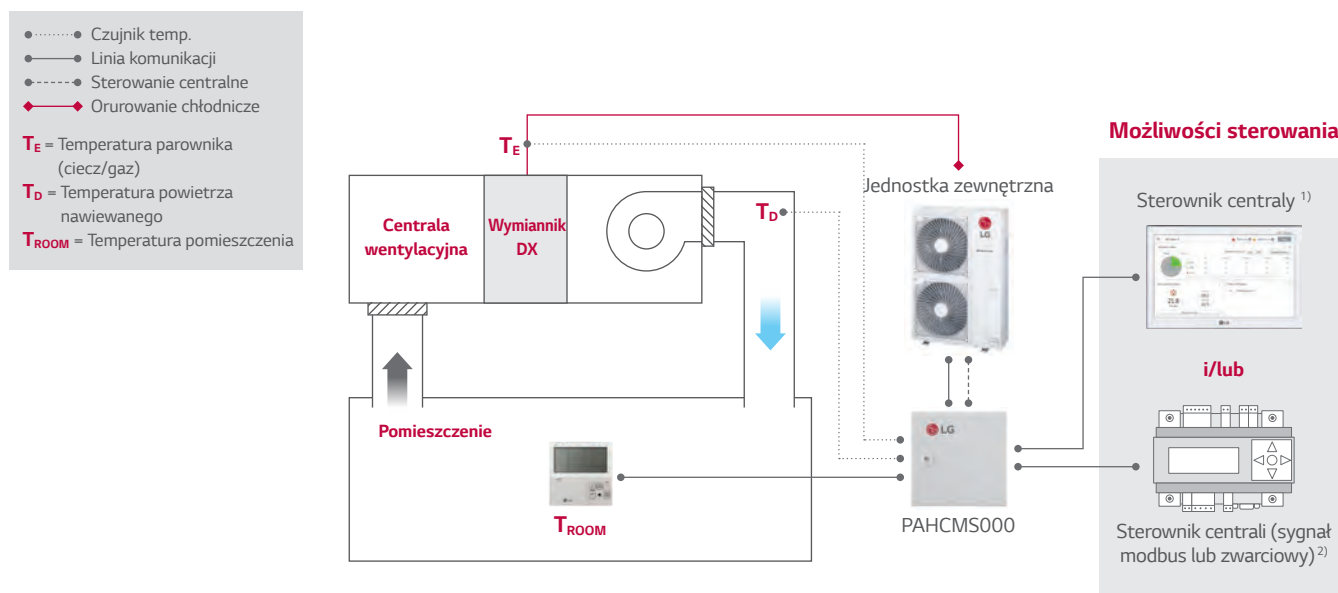 Czujnik temp.
Linia komunikacji
Sterowanie centralne
Orurowanie chłodnicze
TE = Temperatura parownika
(ciecz/gaz)
TD = Temperatura powietrza
nawiewanego
TROOM = Temperatura pomieszczenia
TE
Centrala
wentylacyjna
Wymiannik
DX
TD
Jednostka zewnętrzna
LG
Pomieszczenie
TROOM
LG
PAHCMS000
Możliwości sterowania
Sterownik centraly 1)
LG
i/lub
Sterownik centrali (sygnał
modbus lub zwarciowy) 2)